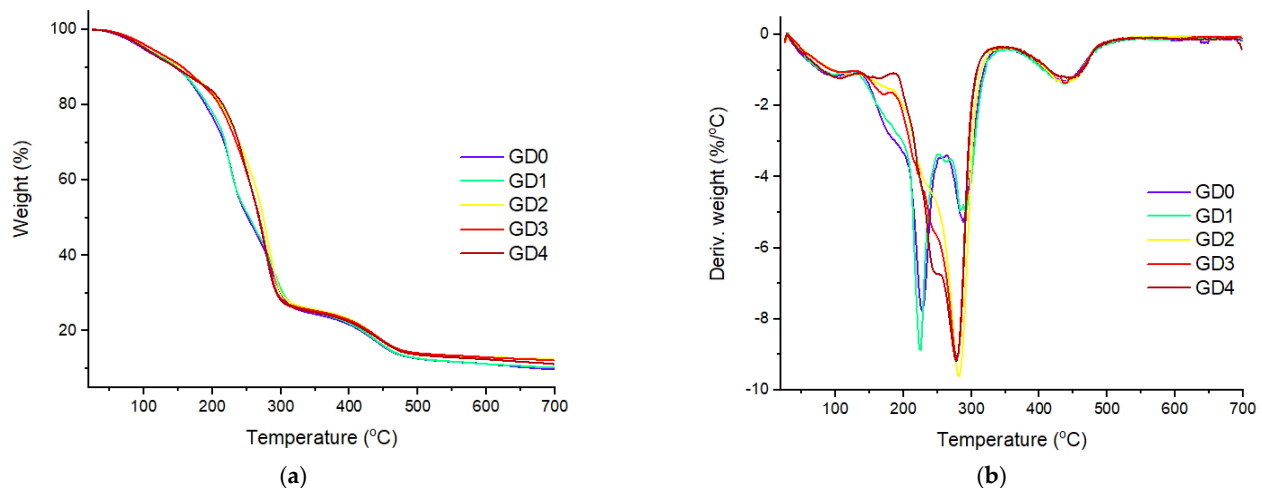 100
80
60
40
20
Weight (%)
GD0
GD1
GD2
GD3
GD4
100 200 300 400 500 600 700
Temperature (°C)
(a)
0
-2
-4
-6
-8
-10
Deriv. weight (%/°C)
GD0
GD1
GD2
GD3
GD4
100 200 300 400 500 600 700
Temperature (°C)
(b)